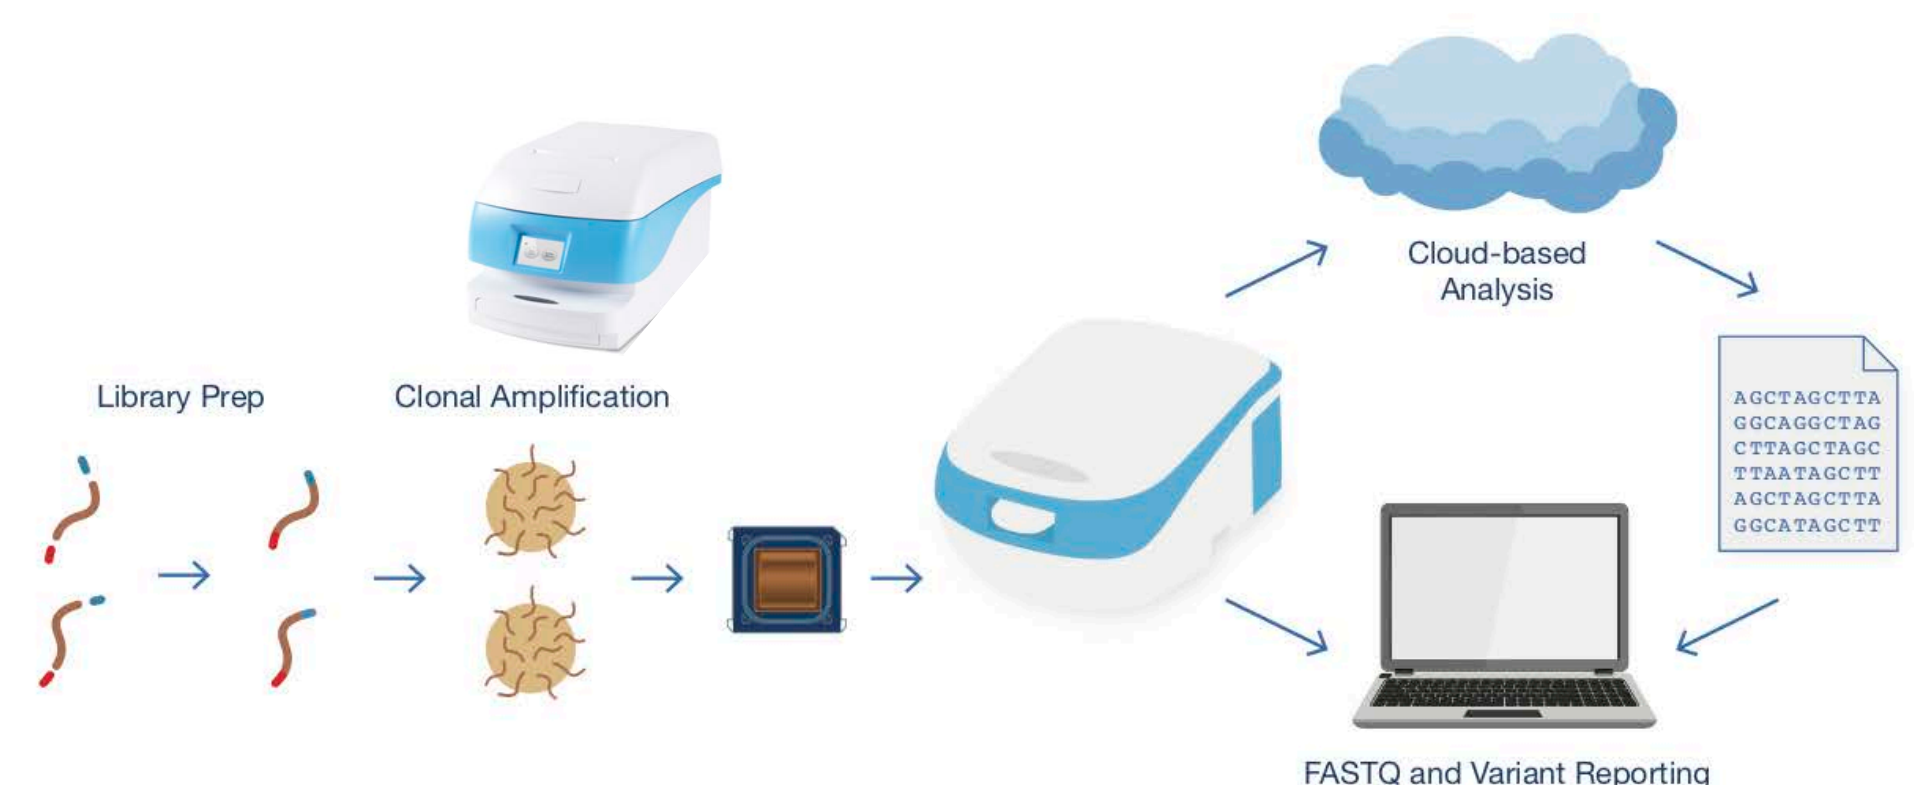 Library Prep
Clonal Amplification
Cloud-based
Analysis
AGCTAGCTTA
GGCAGGCTAG
CTTAGCTAGC
TTAATAGCTT
AGCTAGCTTA
GGCATAGCTT
FASTQ and Variant Reporting